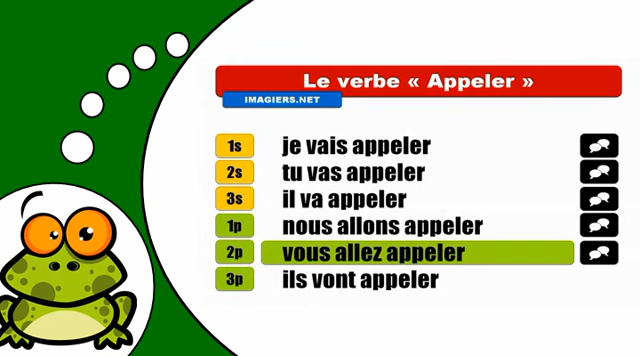 Le verbe « Appeler »
IMAGIERS.NET
1s je vais appeler
2s tu vas appeler
3s il va appeler
1p nous allons appeler
2p vous allez appeler
3p ils vont appeler